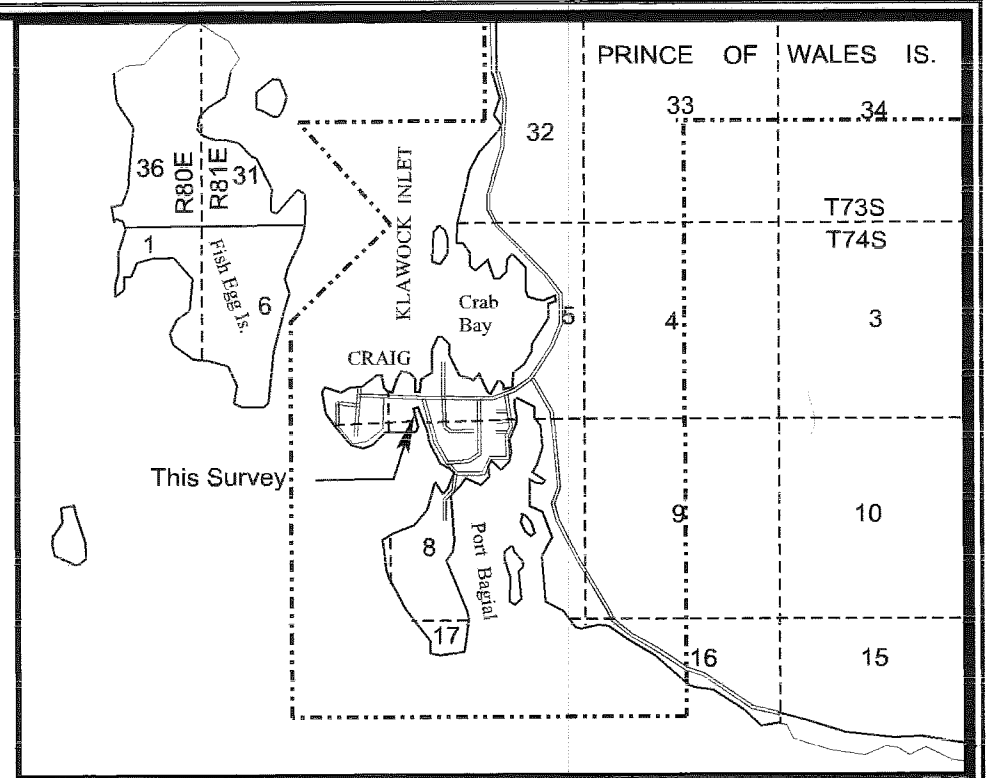 PRINCE OF WALES IS.
33
34
32
36
R80E
R81E
31
KLAWOCK INLET
T73S
T74S
1
Fish Egg Is.
6
Crab
Bay
5
4
3
CRAIG
This Survey
9
10
8
Port Bagial
17
16
15